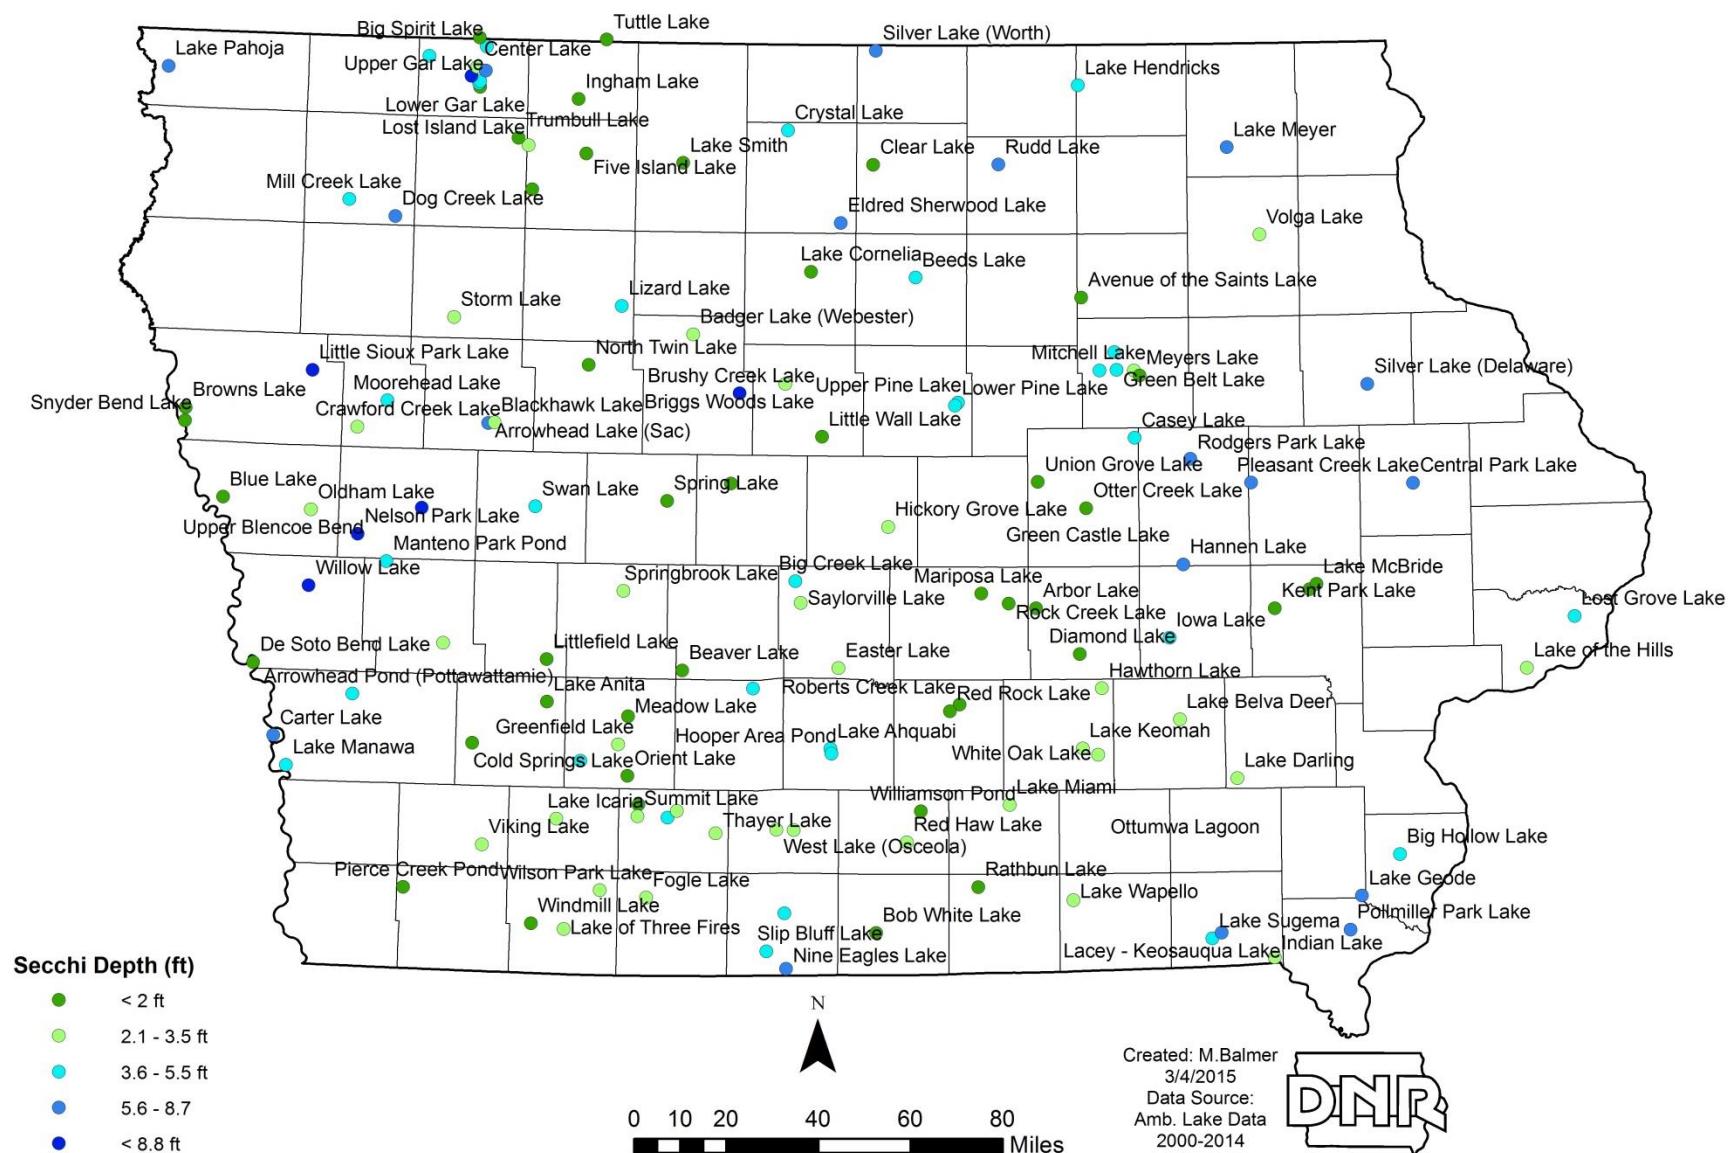 Big Spirit Lake
Tuttle Lake
Silver Lake (Worth)
Lake Pahoja
Center Lake
Upper Gar Lake
Ingham Lake
Lake Hendricks
Lower Gar Lake
Lost Island Lake
Trumbull Lake
Crystal Lake
Lake Smith
Clear Lake
Rudd Lake
Lake Meyer
Five Island Lake
Mill Creek Lake
Dog Creek Lake
Eldred Sherwood Lake
Volga Lake
Lake Cornelia
Beeds Lake
Avenue of the Saints Lake
Storm Lake
Lizard Lake
Badger Lake (Webester)
Little Sioux Park Lake
North Twin Lake
Mitchell Lake
Meyers Lake
Silver Lake (Delaware)
Browns Lake
Moorehead Lake
Brushy Creek Lake
Upper Pine Lake
Lower Pine Lake
Green Belt Lake
Snyder Bend Lake
Crawford Creek Lake
Blackhawk Lake
Briggs Woods Lake
Little Wall Lake
Casey Lake
Arrowhead Lake (Sac)
Rodgers Park Lake
Union Grove Lake
Pleasant Creek Lake
Central Park Lake
Blue Lake
Oldham Lake
Swan Lake
Spring Lake
Otter Creek Lake
Upper Blencoe Bend
Nelson Park Lake
Hickory Grove Lake
Green Castle Lake
Manteno Park Pond
Hannen Lake
Willow Lake
Springbrook Lake
Big Creek Lake
Mariposa Lake
Arbor Lake
Lake McBride
Kent Park Lake
Saylorville Lake
Rock Creek Lake
Iowa Lake
Lost Grove Lake
De Soto Bend Lake
Littlefield Lake
Beaver Lake
Easter Lake
Diamond Lake
Lake of the Hills
Arrowhead Pond (Pottawattamie)
Lake Anita
Roberts Creek Lake
Red Rock Lake
Hawthorn Lake
Carter Lake
Greenfield Lake
Meadow Lake
Hooper Area Pond
Lake Ahquabi
Lake Belva Deer
Lake Manawa
Cold Springs Lake
Orient Lake
White Oak Lake
Lake Keomah
Lake Darling
Lake Icaria
Summit Lake
Williamson Pond
Lake Miami
Viking Lake
Thayer Lake
Red Haw Lake
Ottumwa Lagoon
Big Hollow Lake
West Lake (Osceola)
Pierce Creek Pond
Wilson Park Lake
Fogle Lake
Rathbun Lake
Lake Wapello
Lake Geode
Windmill Lake
Lake of Three Fires
Bob White Lake
Lake Sugema
Pollmiller Park Lake
Slip Bluff Lake
Nine Eagles Lake
Lacey - Keosauqua Lake
Indian Lake
Secchi Depth (ft)
< 2 ft
2.1 - 3.5 ft
3.6 - 5.5 ft
5.6 - 8.7
< 8.8 ft
N
0 10 20 40 60 80
Miles
Created: M.Balmer
3/4/2015
Data Source:
Amb. Lake Data
2000-2014
DNR